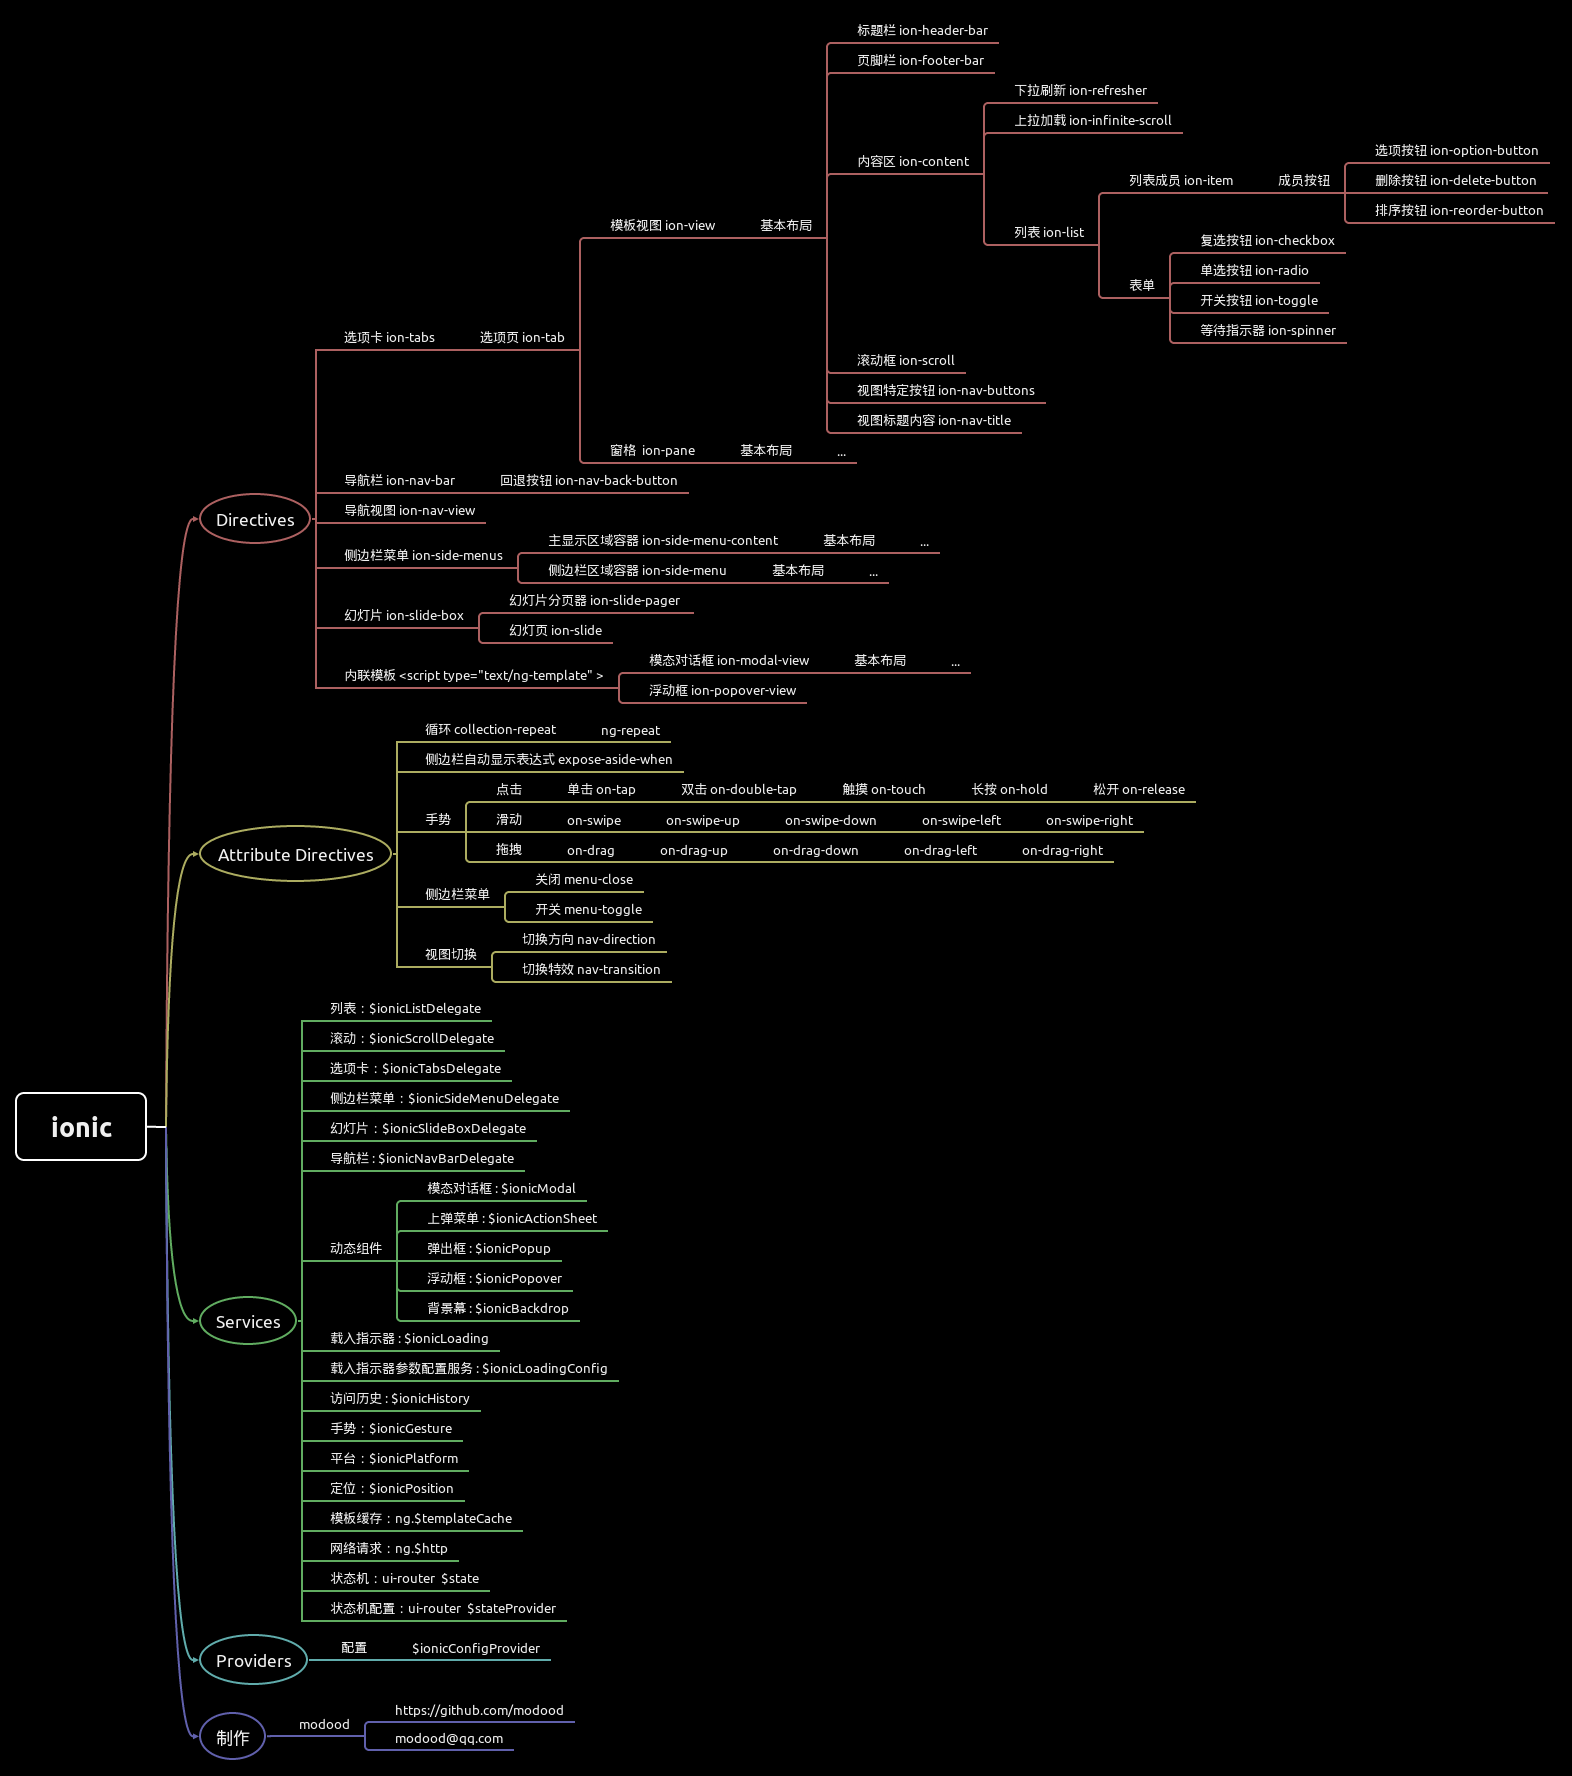 标题栏 ion-header-bar
页脚栏 ion-footer-bar
下拉刷新 ion-refresher
上拉加载 ion-infinite-scroll
内容区 ion-content
选项按钮 ion-option-button
列表成员 ion-item 成员按钮 删除按钮 ion-delete-button
排序按钮 ion-reorder-button
模板视图 ion-view 基本布局
列表 ion-list
复选按钮 ion-checkbox
单选按钮 ion-radio
表单
开关按钮 ion-toggle
等待指示器 ion-spinner
选项卡 ion-tabs 选项页 ion-tab
滚动框 ion-scroll
视图特定按钮 ion-nav-buttons
视图标题内容 ion-nav-title
窗格 ion-pane 基本布局 ...
导航栏 ion-nav-bar 回退按钮 ion-nav-back-button
导航视图 ion-nav-view
Directives
主显示区域容器 ion-side-menu-content 基本布局 ...
侧边栏菜单 ion-side-menus
侧边栏区域容器 ion-side-menu 基本布局 ...
幻灯片分页器 ion-slide-pager
幻灯片 ion-slide-box
幻灯页 ion-slide
模态对话框 ion-modal-view 基本布局 ...
内联模板 <script type="text/ng-template" >
浮动框 ion-popover-view
循环 collection-repeat ng-repeat
侧边栏自动显示表达式 expose-aside-when
点击 单击 on-tap 双击 on-double-tap 触摸 on-touch 长按 on-hold 松开 on-release
手势 滑动 on-swipe on-swipe-up on-swipe-down on-swipe-left on-swipe-right
拖拽 on-drag on-drag-up on-drag-down on-drag-left on-drag-right
Attribute Directives
关闭 menu-close
侧边栏菜单
开关 menu-toggle
切换方向 nav-direction
视图切换
切换特效 nav-transition
列表：$ionicListDelegate
滚动：$ionicScrollDelegate
选项卡：$ionicTabsDelegate
侧边栏菜单：$ionicSideMenuDelegate
ionic
幻灯片：$ionicSlideBoxDelegate
导航栏 : $ionicNavBarDelegate
模态对话框 : $ionicModal
上弹菜单 : $ionicActionSheet
动态组件 弹出框 : $ionicPopup
浮动框 : $ionicPopover
背景幕 : $ionicBackdrop
Services
载入指示器 : $ionicLoading
载入指示器参数配置服务 : $ionicLoadingConfig
访问历史 : $ionicHistory
手势：$ionicGesture
平台：$ionicPlatform
定位：$ionicPosition
模板缓存：ng.$templateCache
网络请求：ng.$http
状态机：ui-router $state
状态机配置：ui-router $stateProvider
Providers 配置 $ionicConfigProvider
https://github.com/modood
制作 modood
modood@qq.com